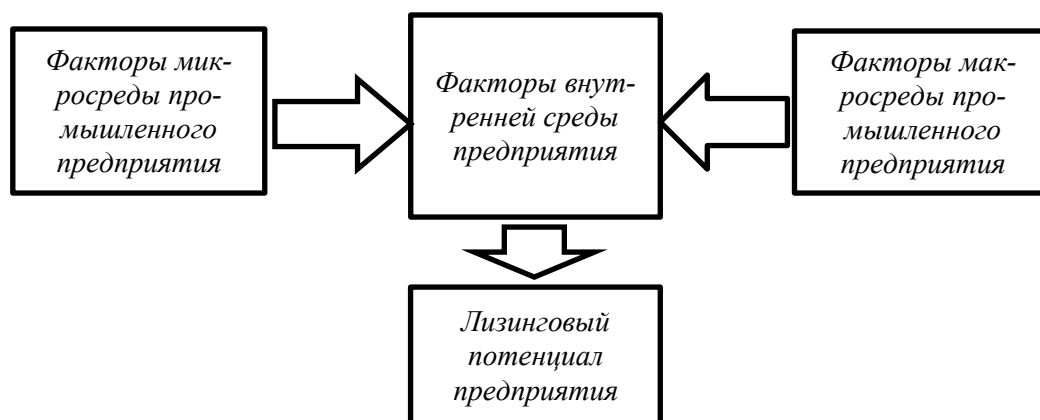 Факторы мик-
росреды про-
мышленного
предприятия
Факторы внут-
ренней среды
предприятия
Факторы мак-
росреды про-
мышленного
предприятия
Лизинговый
потенциал
предприятия